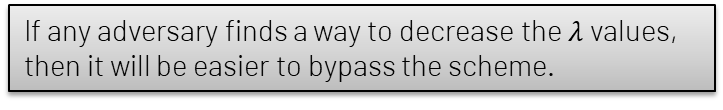 If any adversary finds a way to decrease the λ values,
then it will be easier to bypass the scheme.